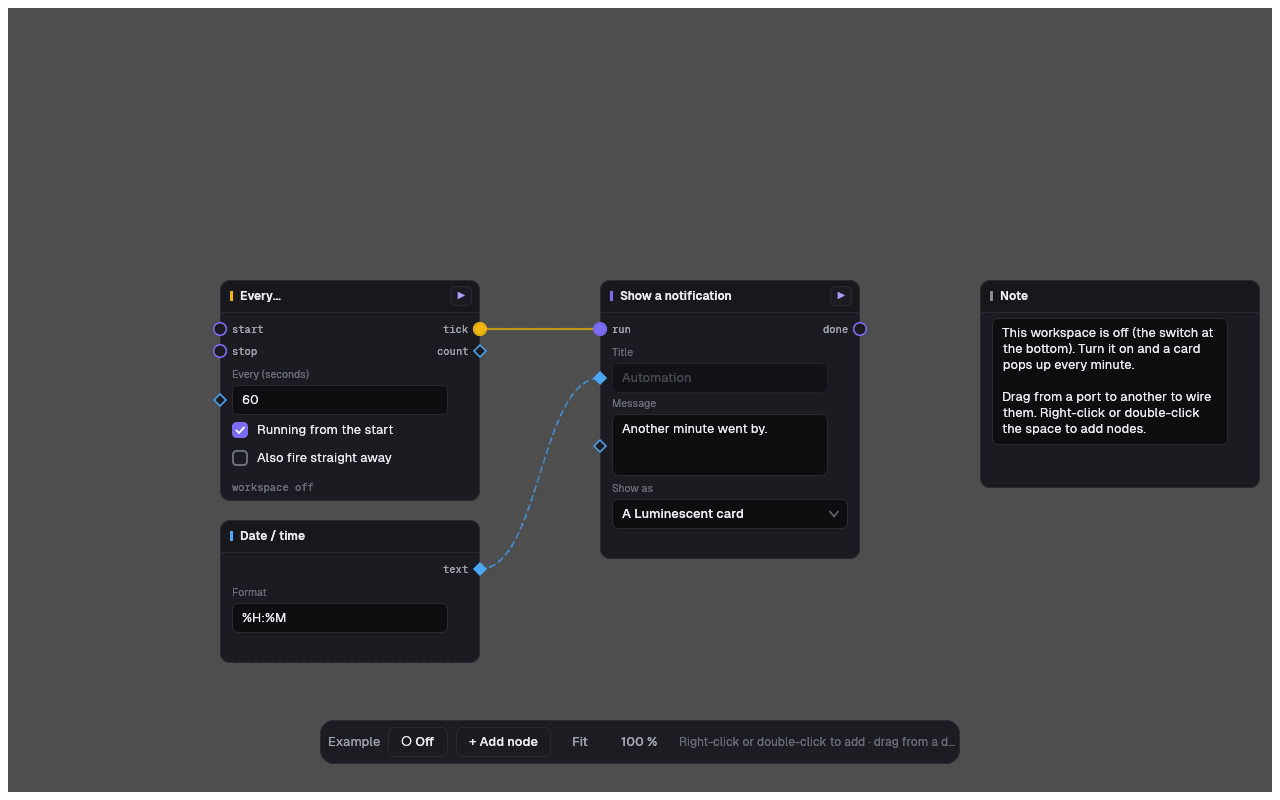 Every...
start
tick
stop
count
Every (seconds)
60
Running from the start
Also fire straight away
workspace off
Date / time
text
Format
%H:%M
Show a notification
run
done
Title
Automation
Message
Another minute went by.
Show as
A Luminescent card
Note
This workspace is off (the switch at
the bottom). Turn it on and a card
pops up every minute.
Drag from a port to another to wire
them. Right-click or double-click
the space to add nodes.
Example
Off
+ Add node
Fit
100 %
Right-click or double-click to add · drag from a d...